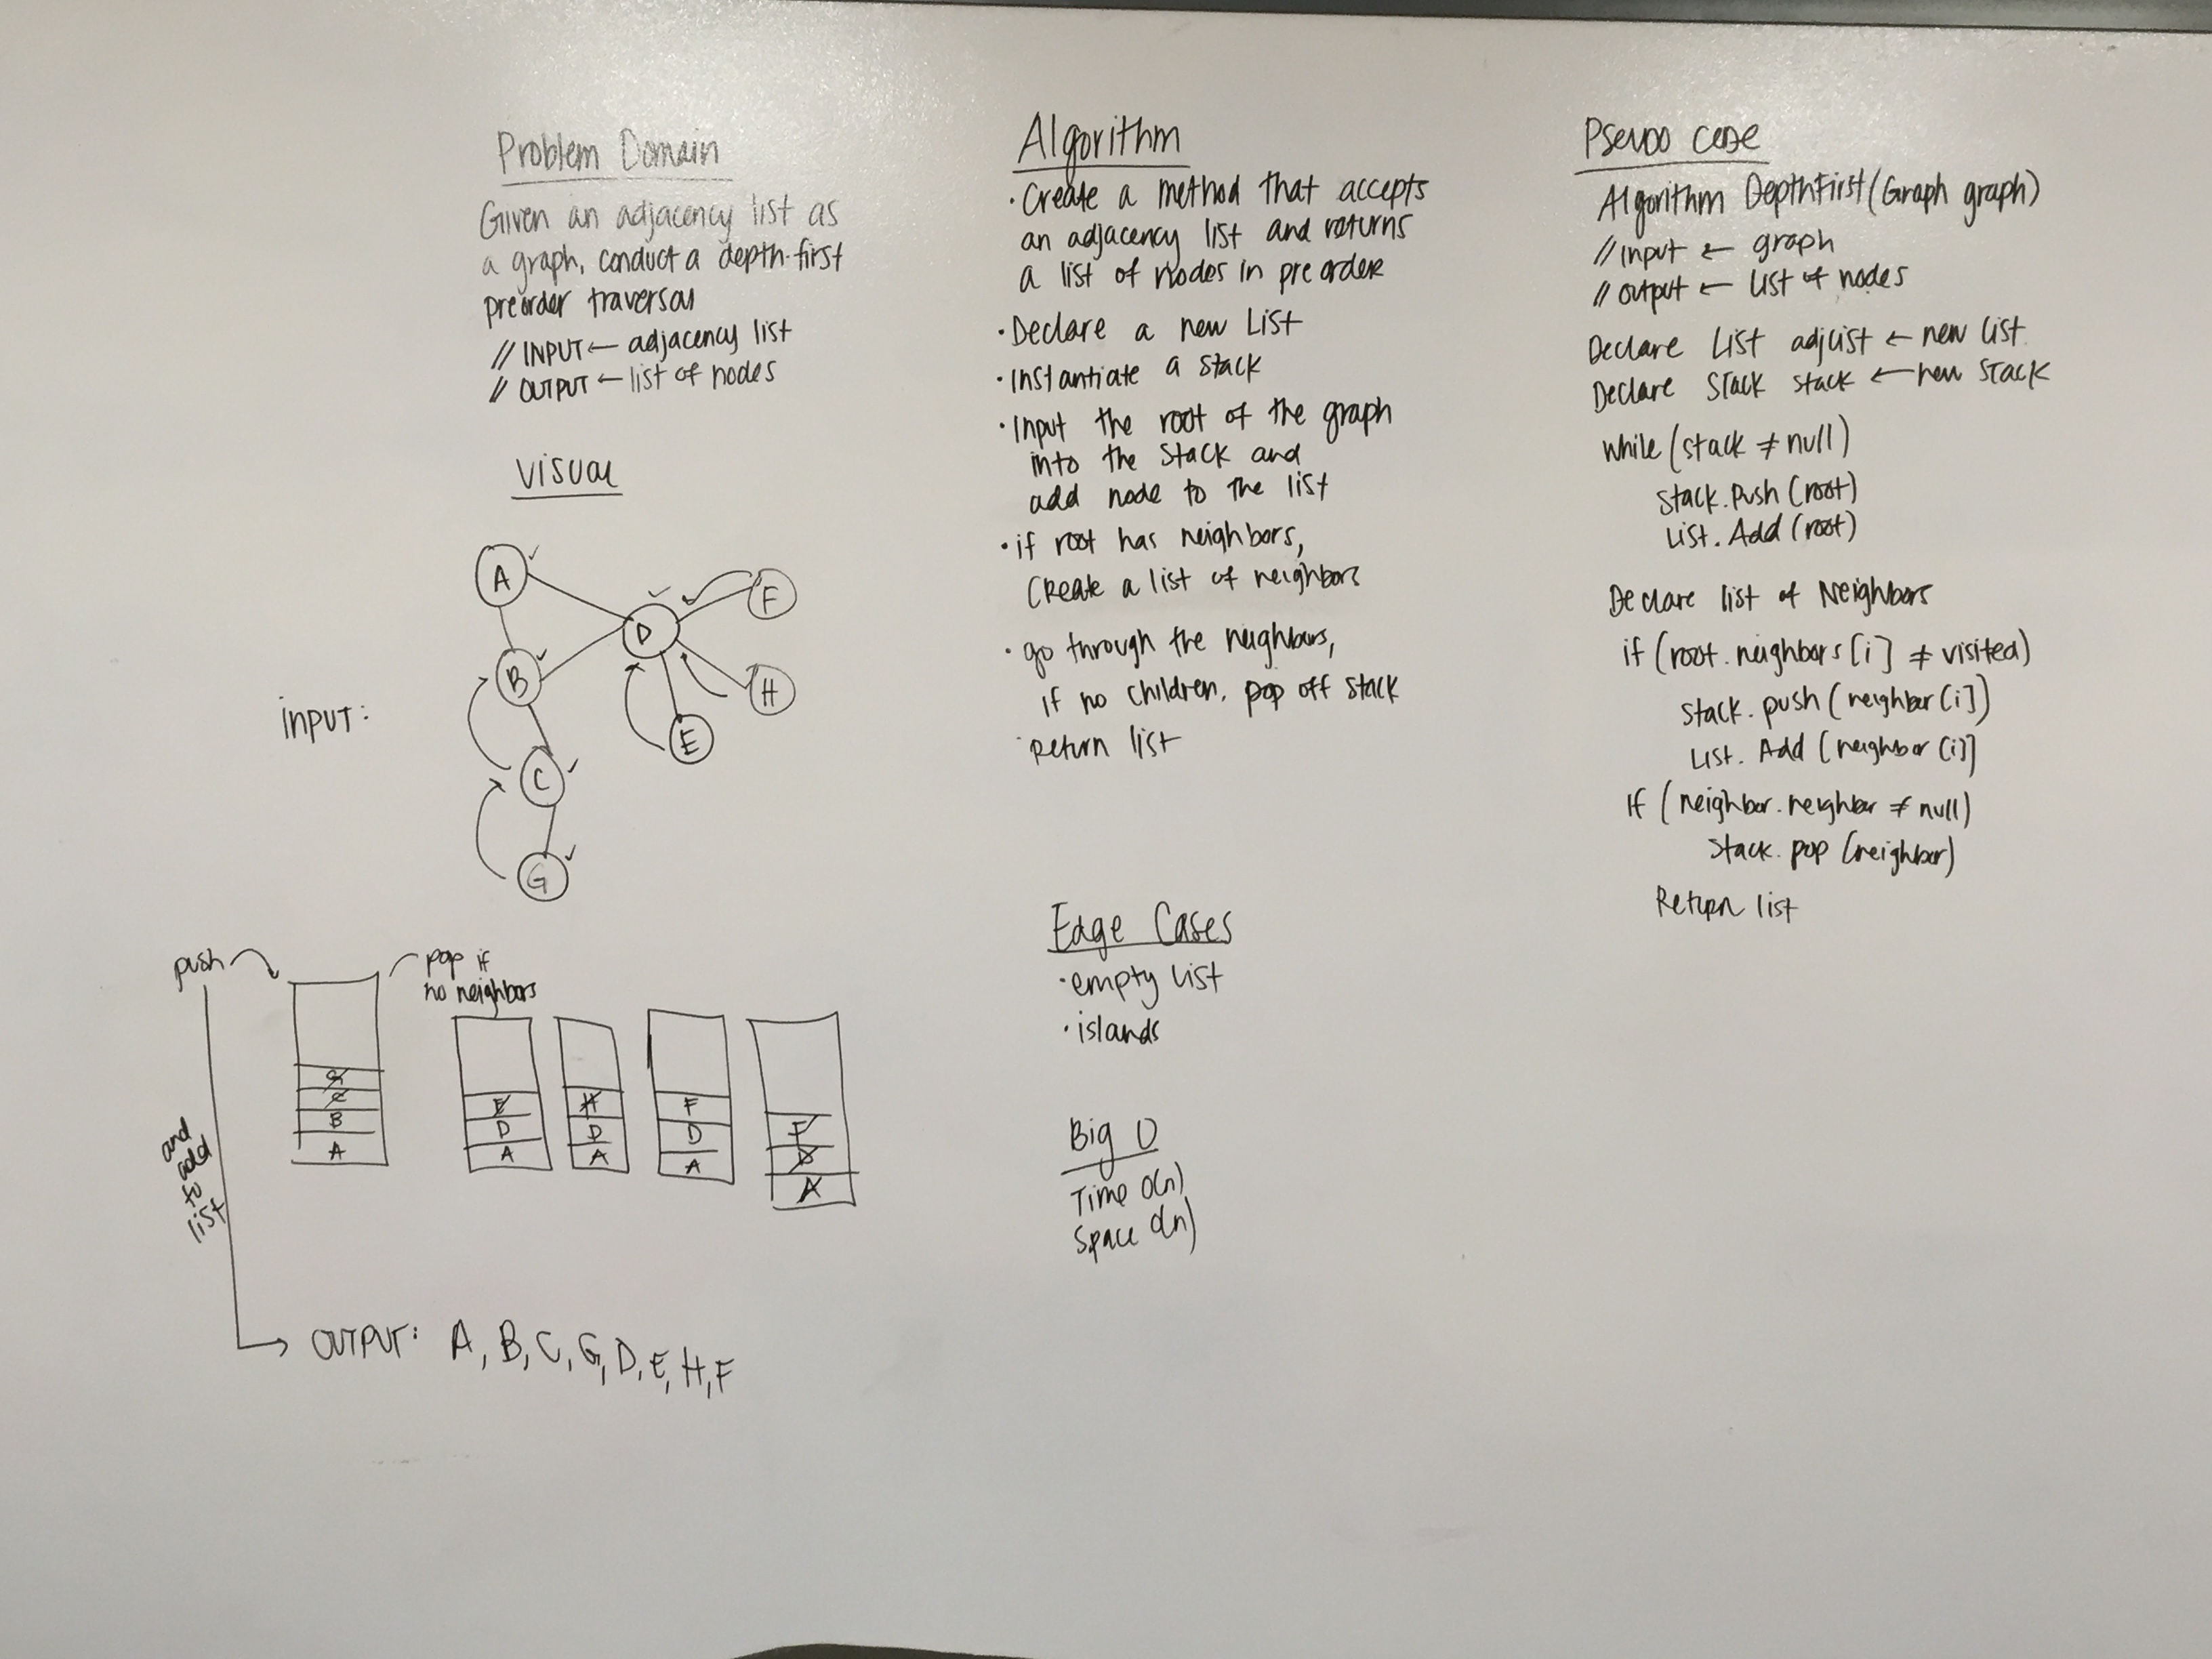 Problem Domain
Given an adjacency list as
a graph, conduct a depth-first
preorder traversal
// INPUT ← adjacency list
// OUTPUT ← list of nodes
Visual
INPUT:
A
B
C
G
D
F
H
E
push
pop if
no neighbors
and
add
to
list
G
C
B
A
E
D
A
H
D
A
F
D
A
F
D
A
OUTPUT: A, B, C, G, D, E, H, F
Algorithm
· Create a method that accepts
an adjacency list and returns
a list of nodes in pre order
· Declare a new List
· Instantiate a stack
· Input the root of the graph
into the stack and
add node to the list
· if root has neighbors,
Create a list of neighbors
· go through the neighbors,
if no children, pop off stack
· Return list
Edge Cases
· empty list
· islands
Big O
Time O(n)
Space O(n)
Pseudo code
Algorithm DepthFirst(Graph graph)
// Input ← graph
// Output ← list of nodes
Declare List adjList ← new list
Declare Stack stack ← new Stack
while (stack ≠ null)
Stack.Push (root)
List.Add (root)
Declare list of Neighbors
if (root.neighbors[i] ≠ visited)
Stack.push (neighbor[i])
List.Add (neighbor[i]]
If (neighbor.neighbor ≠ null)
Stack.pop (neighbor)
Return list